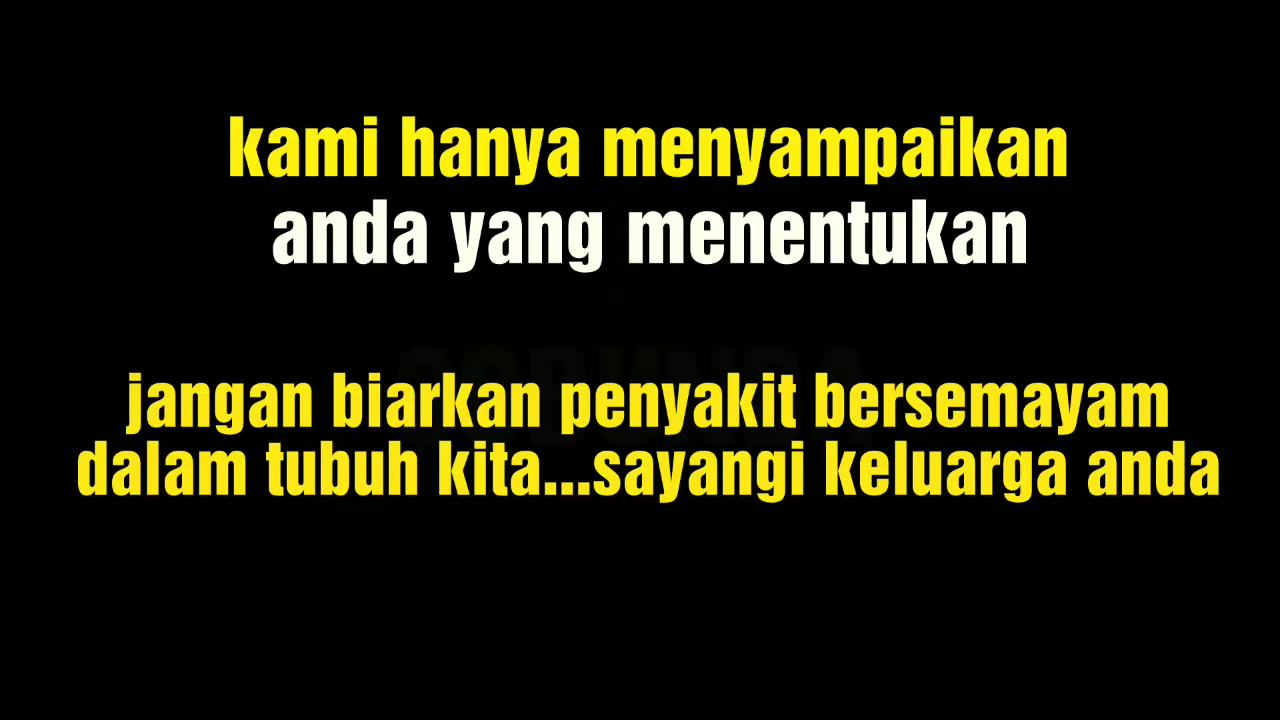 kami hanya menyampaikan
anda yang menentukan
jangan biarkan penyakit bersemayam
dalam tubuh kita...sayangi keluarga anda